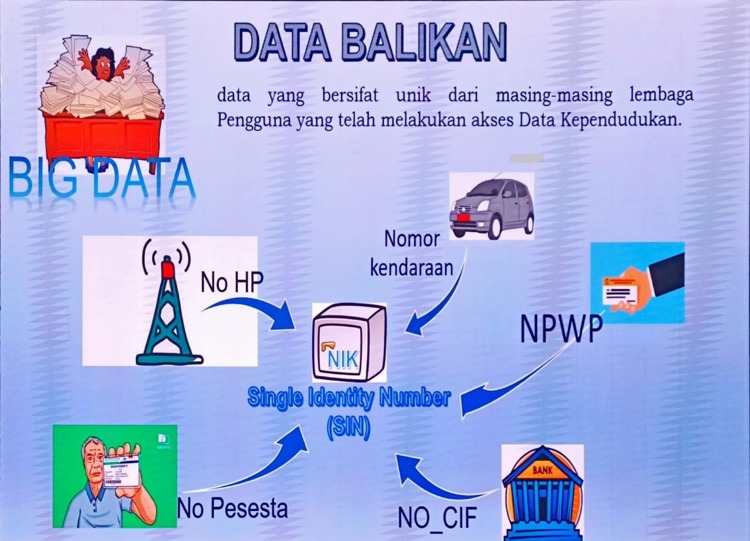 DATA BALIKAN
data yang bersifat unik dari masing-masing lembaga
Pengguna yang telah melakukan akses Data Kependudukan.
BIG DATA
Nomor
kendaraan
No HP
NPWP
NIK
Single Identity Number
(SIN)
No Pesesta
NO_CIF
BANK